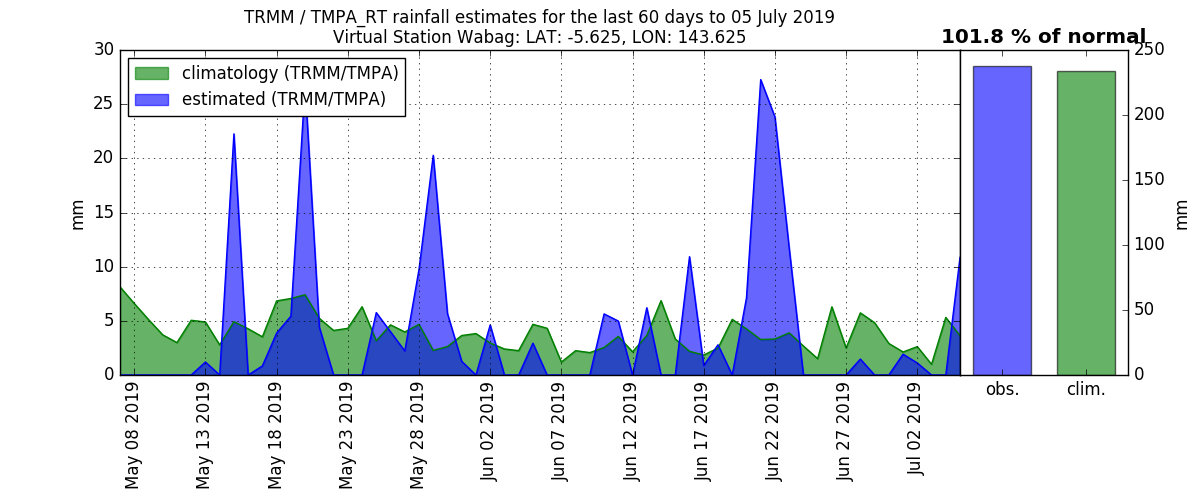 TRMM / TMPA_RT rainfall estimates for the last 60 days to 05 July 2019
Virtual Station Wabag: LAT: -5.625, LON: 143.625
101.8 % of normal
climatology (TRMM/TMPA)
estimated (TRMM/TMPA)
30
25
20
15
10
5
0
mm
250
200
150
100
50
0
mm
obs.
clim.
May 08 2019
May 13 2019
May 18 2019
May 23 2019
May 28 2019
Jun 02 2019
Jun 07 2019
Jun 12 2019
Jun 17 2019
Jun 22 2019
Jun 27 2019
Jul 02 2019